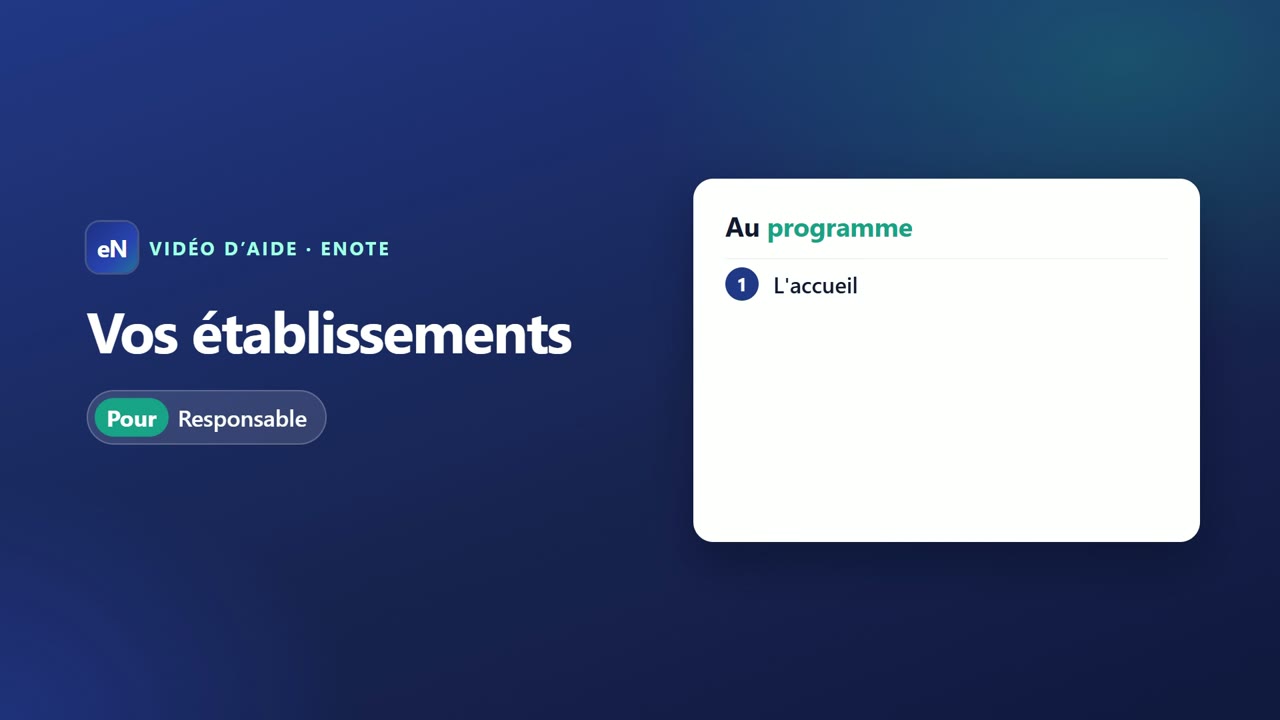 eN
VIDÉO D’AIDE · ENOTE
Vos établissements
Pour Responsable
Au programme
1 L'accueil